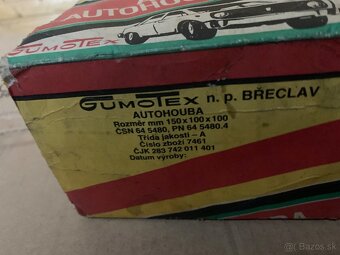 AUTOHOUBA
GUMOTEX
GUMOTEX n. p. BŘECLAV
AUTOHOUBA
Rozměr mm 150x100x100
ČSN 64 5480, PN 64 5480.4
Třída jakosti – A
Číslo zboží 7461
ČJK 283 742 011 401
Datum výroby:
Bazos.sk